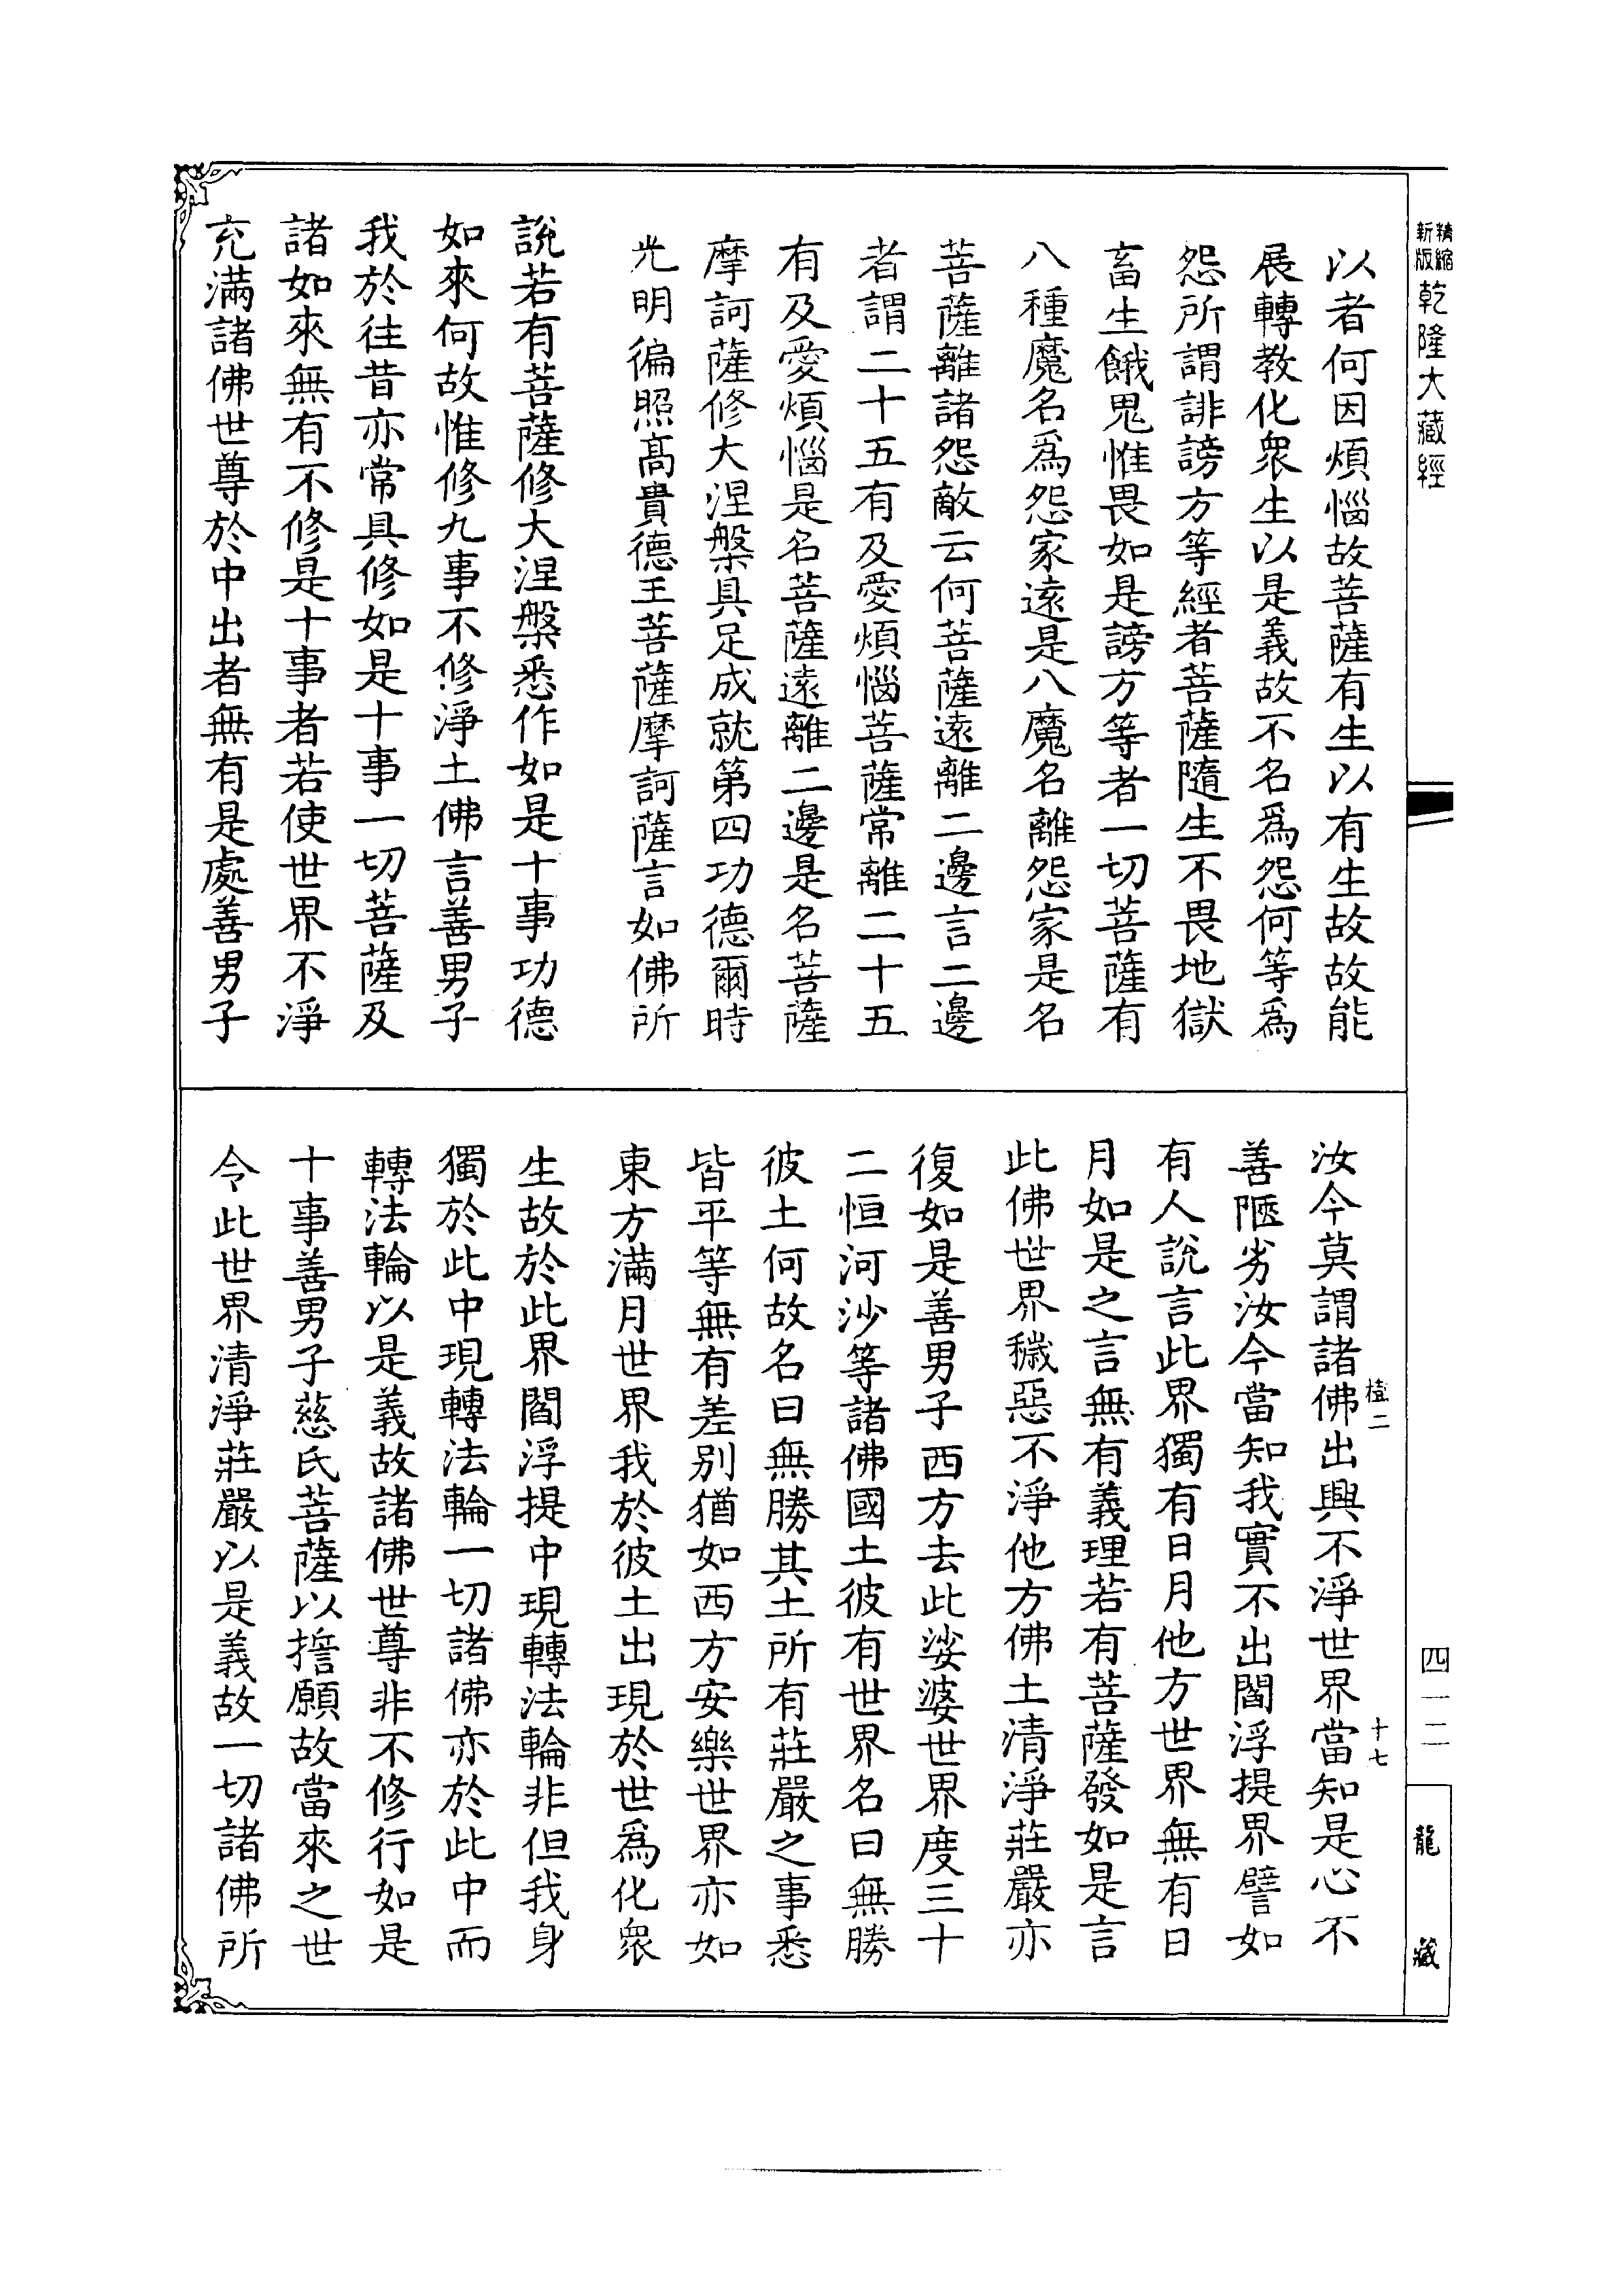 精縮
新版
乾隆大藏經
四一二
龍藏
以者何因煩惱故菩薩有生以有生故故能
展轉教化衆生以是義故不名爲怨何等爲
怨所謂誹謗方等經者菩薩隨生不畏地獄
畜生餓鬼惟畏如是謗方等者一切菩薩有
八種魔名爲怨家遠是八魔名離怨家是名
菩薩離諸怨敵云何菩薩遠離二邊言二邊
者謂二十五有及愛煩惱菩薩常離二十五
有及愛煩惱是名菩薩遠離二邊是名菩薩
摩訶薩修大涅槃具足成就第四功德爾時
光明徧照高貴德王菩薩摩訶薩言如佛所
說若有菩薩修大涅槃悉作如是十事功德
如來何故惟修九事不修淨土佛言善男子
我於往昔亦常具修如是十事一切菩薩及
諸如來無有不修是十事者若使世界不淨
充滿諸佛世尊於中出者無有是處善男子
汝今莫謂諸佛出興不淨世界當知是心不
善陋劣汝今當知我實不出閻浮提界譬如
有人說言此界獨有日月他方世界無有日
月如是之言無有義理若有菩薩發如是言
此佛世界穢惡不淨他方佛土清淨莊嚴亦
復如是善男子西方去此娑婆世界度三十
二恒河沙等諸佛國土彼有世界名曰無勝
彼土何故名曰無勝其土所有莊嚴之事悉
皆平等無有差別猶如西方安樂世界亦如
東方滿月世界我於彼土出現於世爲化衆
生故於此界閻浮提中現轉法輪非但我身
獨於此中現轉法輪一切諸佛亦於此中而
轉法輪以是義故諸佛世尊非不修行如是
十事善男子慈氏菩薩以擔願故當來之世
令此世界清淨莊嚴以是義故一切諸佛所
二
十七